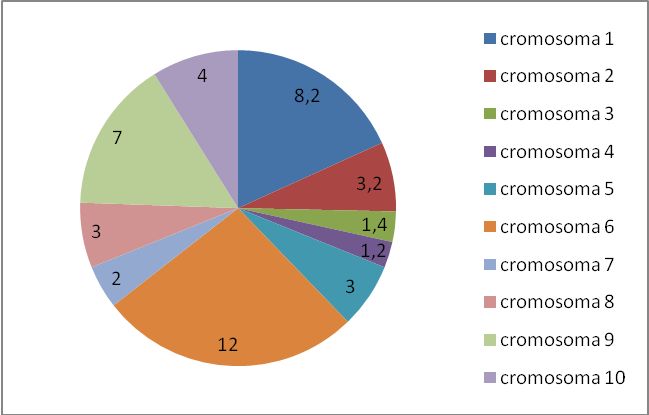 8,2
3,2
1,4
1,2
3
12
2
3
7
4
cromosoma 1
cromosoma 2
cromosoma 3
cromosoma 4
cromosoma 5
cromosoma 6
cromosoma 7
cromosoma 8
cromosoma 9
cromosoma 10